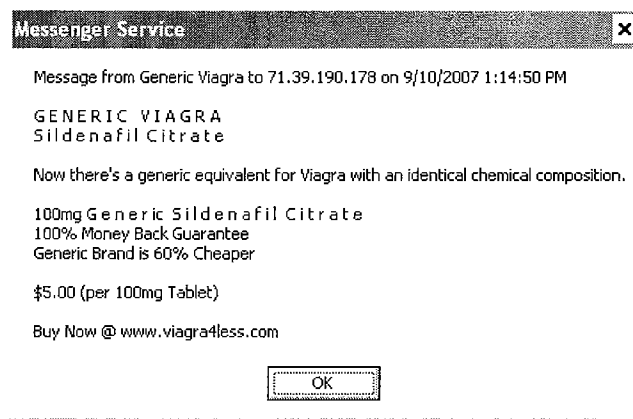 Messenger Service
Message from Generic Viagra to 71.39.190.178 on 9/10/2007 1:14:50 PM
GENERIC VIAGRA
Sildenafil Citrate
Now there's a generic equivalent for Viagra with an identical chemical composition.
100mg Generic Sildenafil Citrate
100% Money Back Guarantee
Generic Brand is 60% Cheaper
$5.00 (per 100mg Tablet)
Buy Now @ www.viagra4less.com
OK